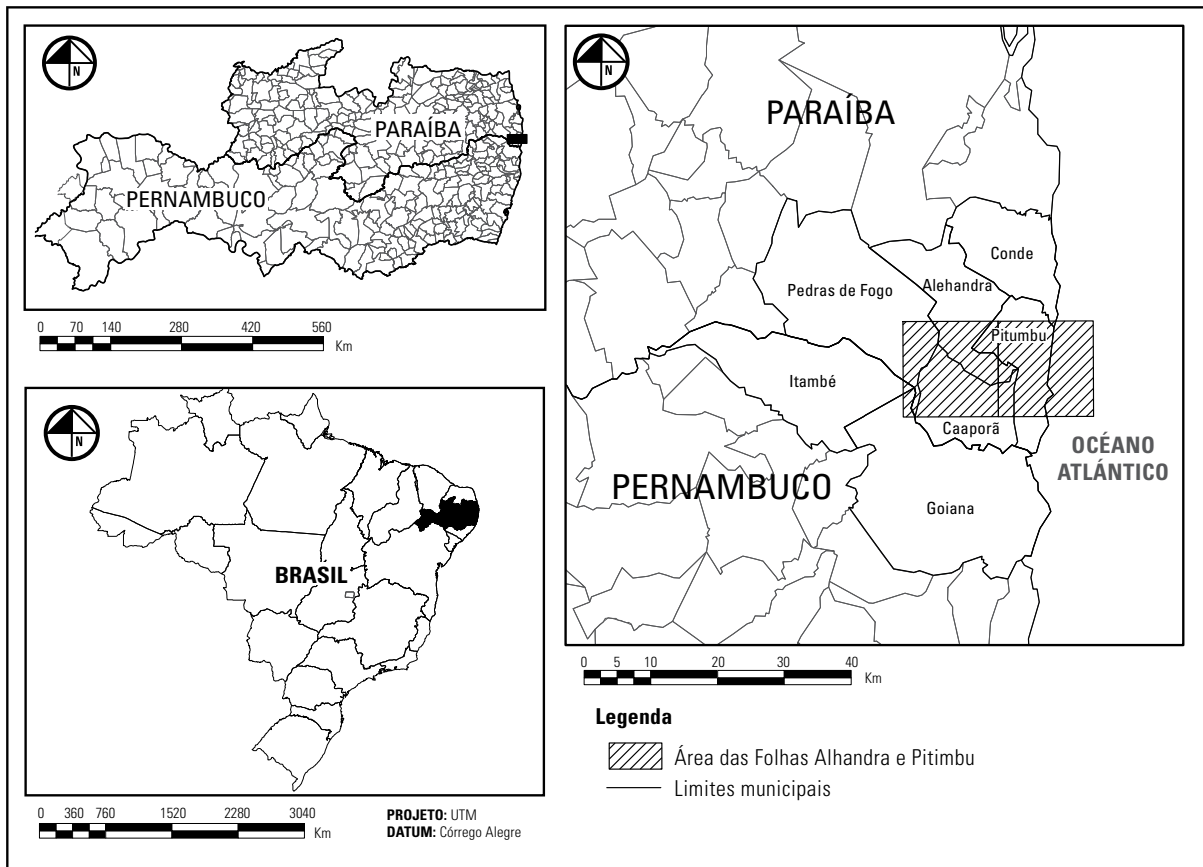 N
PARAÍBA
PERNAMBUCO
0 70 140 280 420 560
Km
N
BRASIL
0 360 760 1520 2280 3040
Km
PROJETO: UTM
DATUM: Córrego Alegre
N
PARAÍBA
Conde
Alehandra
Pedras de Fogo
Pitumbu
Itambé
Caaporã
OCÉANO
ATLÁNTICO
PERNAMBUCO
Goiana
0 5 10 20 30 40
Km
Legenda
Área das Folhas Alhandra e Pitimbu
Limites municipais